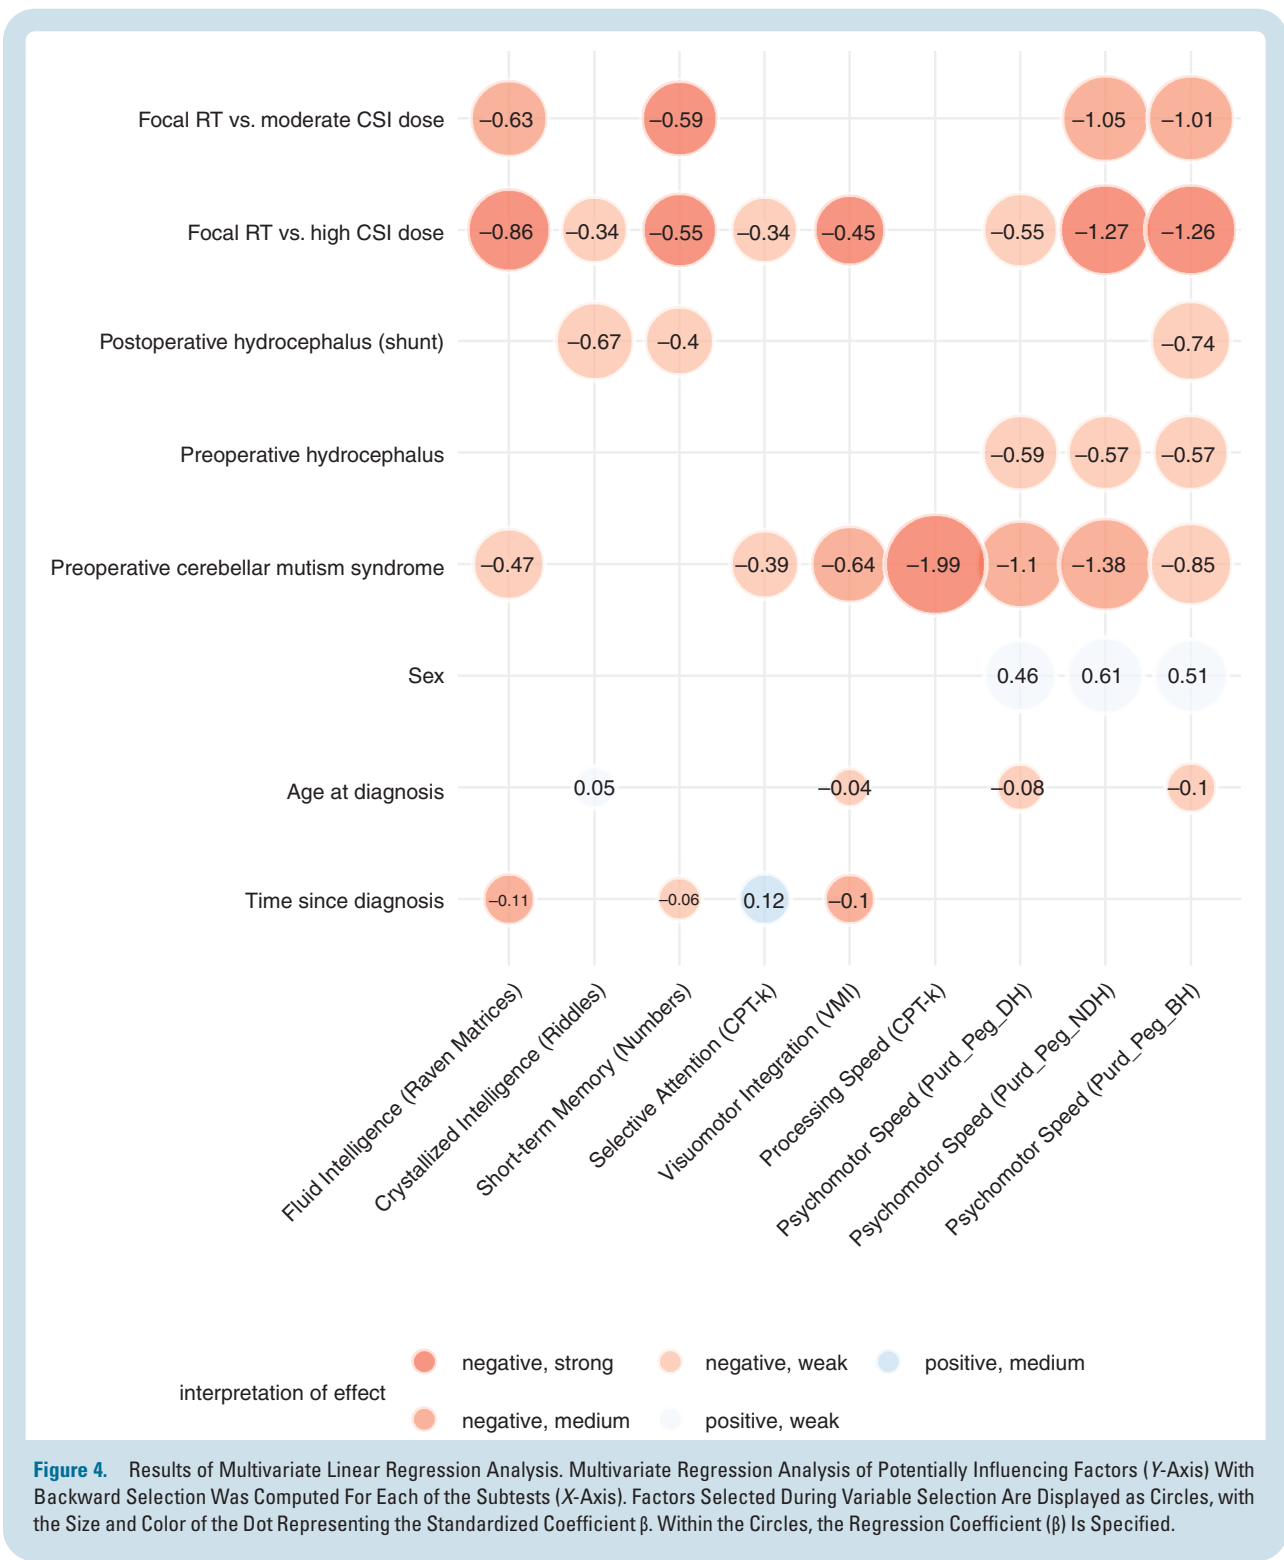 Focal RT vs. moderate CSI dose
–0.63 –0.59 –1.05 –1.01
Focal RT vs. high CSI dose
–0.86 –0.34 –0.55 –0.34 –0.45 –0.55 –1.27 –1.26
Postoperative hydrocephalus (shunt)
–0.67 –0.4 –0.74
Preoperative hydrocephalus
–0.59 –0.57 –0.57
Preoperative cerebellar mutism syndrome
–0.47 –0.39 –0.64 –1.99 –1.1 –1.38 –0.85
Sex
0.46 0.61 0.51
Age at diagnosis
0.05 –0.04 –0.08 –0.1
Time since diagnosis
–0.11 –0.06 0.12 –0.1
Fluid Intelligence (Raven Matrices)
Crystallized Intelligence (Riddles)
Short-term Memory (Numbers)
Selective Attention (CPT-k)
Visuomotor Integration (VMI)
Processing Speed (CPT-k)
Psychomotor Speed (Purd_Peg_DH)
Psychomotor Speed (Purd_Peg_NDH)
Psychomotor Speed (Purd_Peg_BH)
interpretation of effect
negative, strong
negative, weak
positive, medium
negative, medium
positive, weak
Figure 4. Results of Multivariate Linear Regression Analysis. Multivariate Regression Analysis of Potentially Influencing Factors (Y-Axis) With
Backward Selection Was Computed For Each of the Subtests (X-Axis). Factors Selected During Variable Selection Are Displayed as Circles, with
the Size and Color of the Dot Representing the Standardized Coefficient β. Within the Circles, the Regression Coefficient (β) Is Specified.